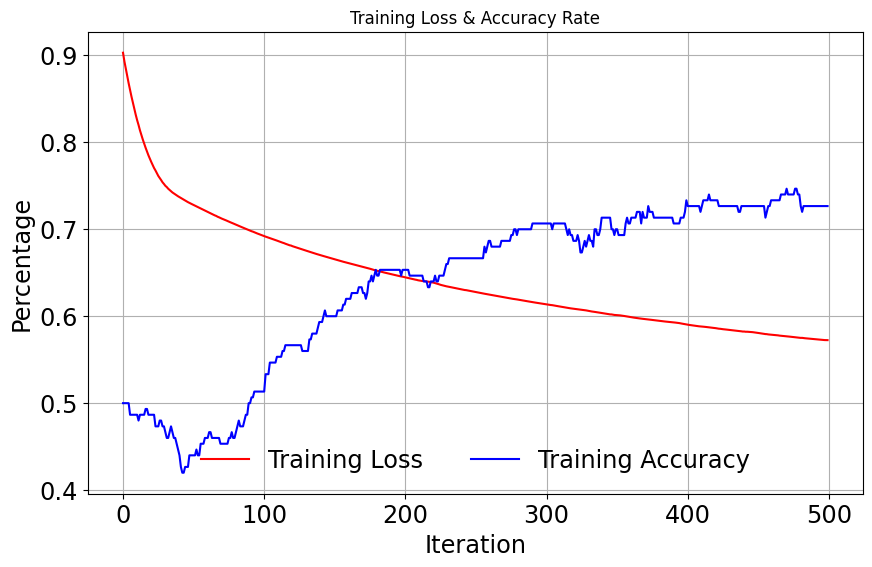 Training Loss & Accuracy Rate
Percentage
0.9
0.8
0.7
0.6
0.5
0.4
Training Loss
Training Accuracy
0 100 200 300 400 500
Iteration